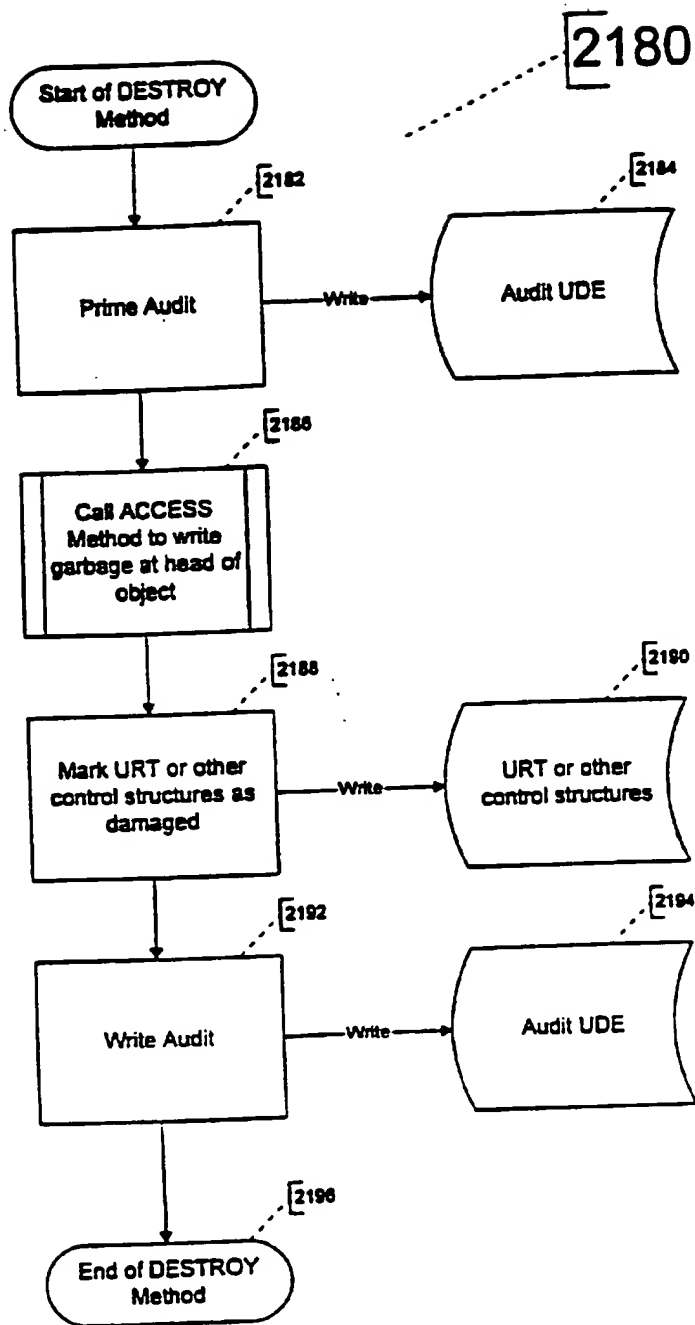 2180
Start of DESTROY
Method
2182
2184
Prime Audit
Write
Audit UDE
2186
Call ACCESS
Method to write
garbage at head of
object
2188
2190
Mark URT or other
control structures as
damaged
Write
URT or other
control structures
2192
2194
Write Audit
Write
Audit UDE
2196
End of DESTROY
Method